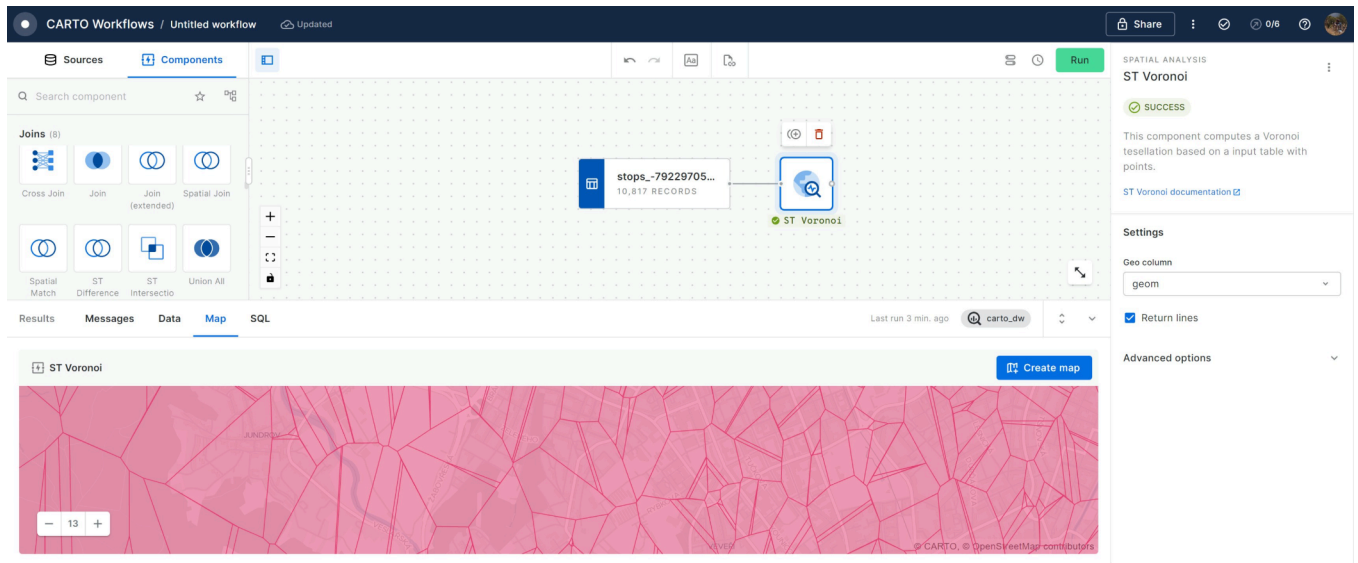 CARTO Workflows / Untitled workflow
Updated
Share
0/6
Sources
Components
Aa
Run
Search component
Joins (8)
Cross Join
Join
Join
(extended)
Spatial Join
Spatial
Match
ST
Difference
ST
Intersectio
Union All
stops_-79229705...
10,817 RECORDS
ST Voronoi
SPATIAL ANALYSIS
ST Voronoi
SUCCESS
This component computes a Voronoi
tesellation based on a input table with
points.
ST Voronoi documentation
Settings
Geo column
geom
Return lines
Advanced options
Results
Messages
Data
Map
SQL
Last run 3 min. ago
carto_dw
ST Voronoi
Create map
JUNDROV
13
© CARTO, © OpenStreetMap contributors